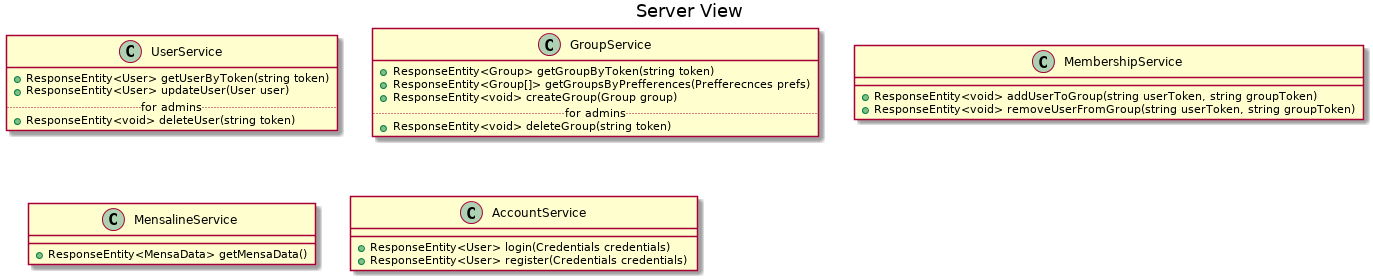 Server View
C UserService
ResponseEntity<User> getUserByToken(string token)
ResponseEntity<User> updateUser(User user)
for admins
ResponseEntity<void> deleteUser(string token)
C GroupService
ResponseEntity<Group> getGroupByToken(string token)
ResponseEntity<Group[]> getGroupsByPrefferences(Prefferecnces prefs)
ResponseEntity<void> createGroup(Group group)
for admins
ResponseEntity<void> deleteGroup(string token)
C MembershipService
ResponseEntity<void> addUserToGroup(string userToken, string groupToken)
ResponseEntity<void> removeUserFromGroup(string userToken, string groupToken)
C MensalineService
ResponseEntity<MensaData> getMensaData()
C AccountService
ResponseEntity<User> login(Credentials credentials)
ResponseEntity<User> register(Credentials credentials)